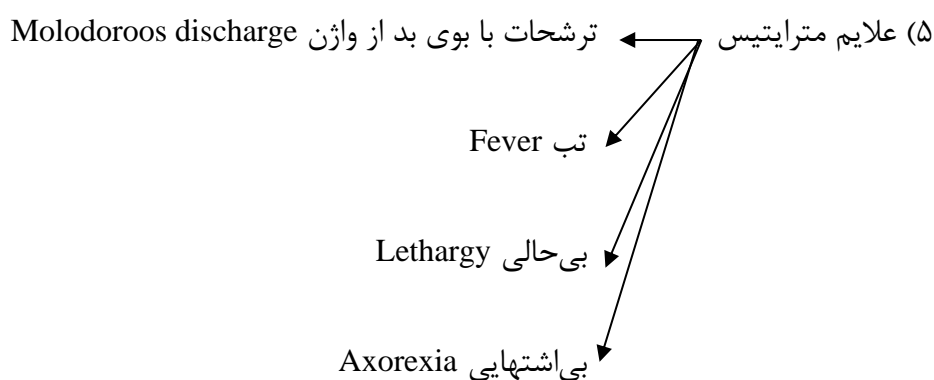 ۵) علایم مترایتیس ترشحات با بوی بد از واژن Molodoroos discharge
تب Fever
بی‌حالی Lethargy
بی‌اشتهایی Axorexia